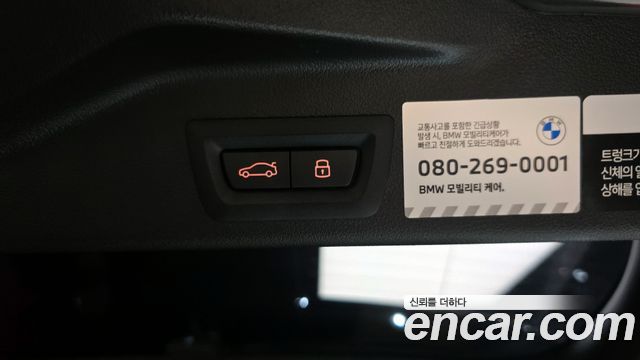 교통사고를 포함한 긴급상황
발생 시, BMW 모빌리티케어가
빠르고 친절하게 도와드리겠습니다.
080-269-0001
BMW 모빌리티 케어.
트렁크가
신체의 일
상해를 입
신뢰를 더하다
encar.com